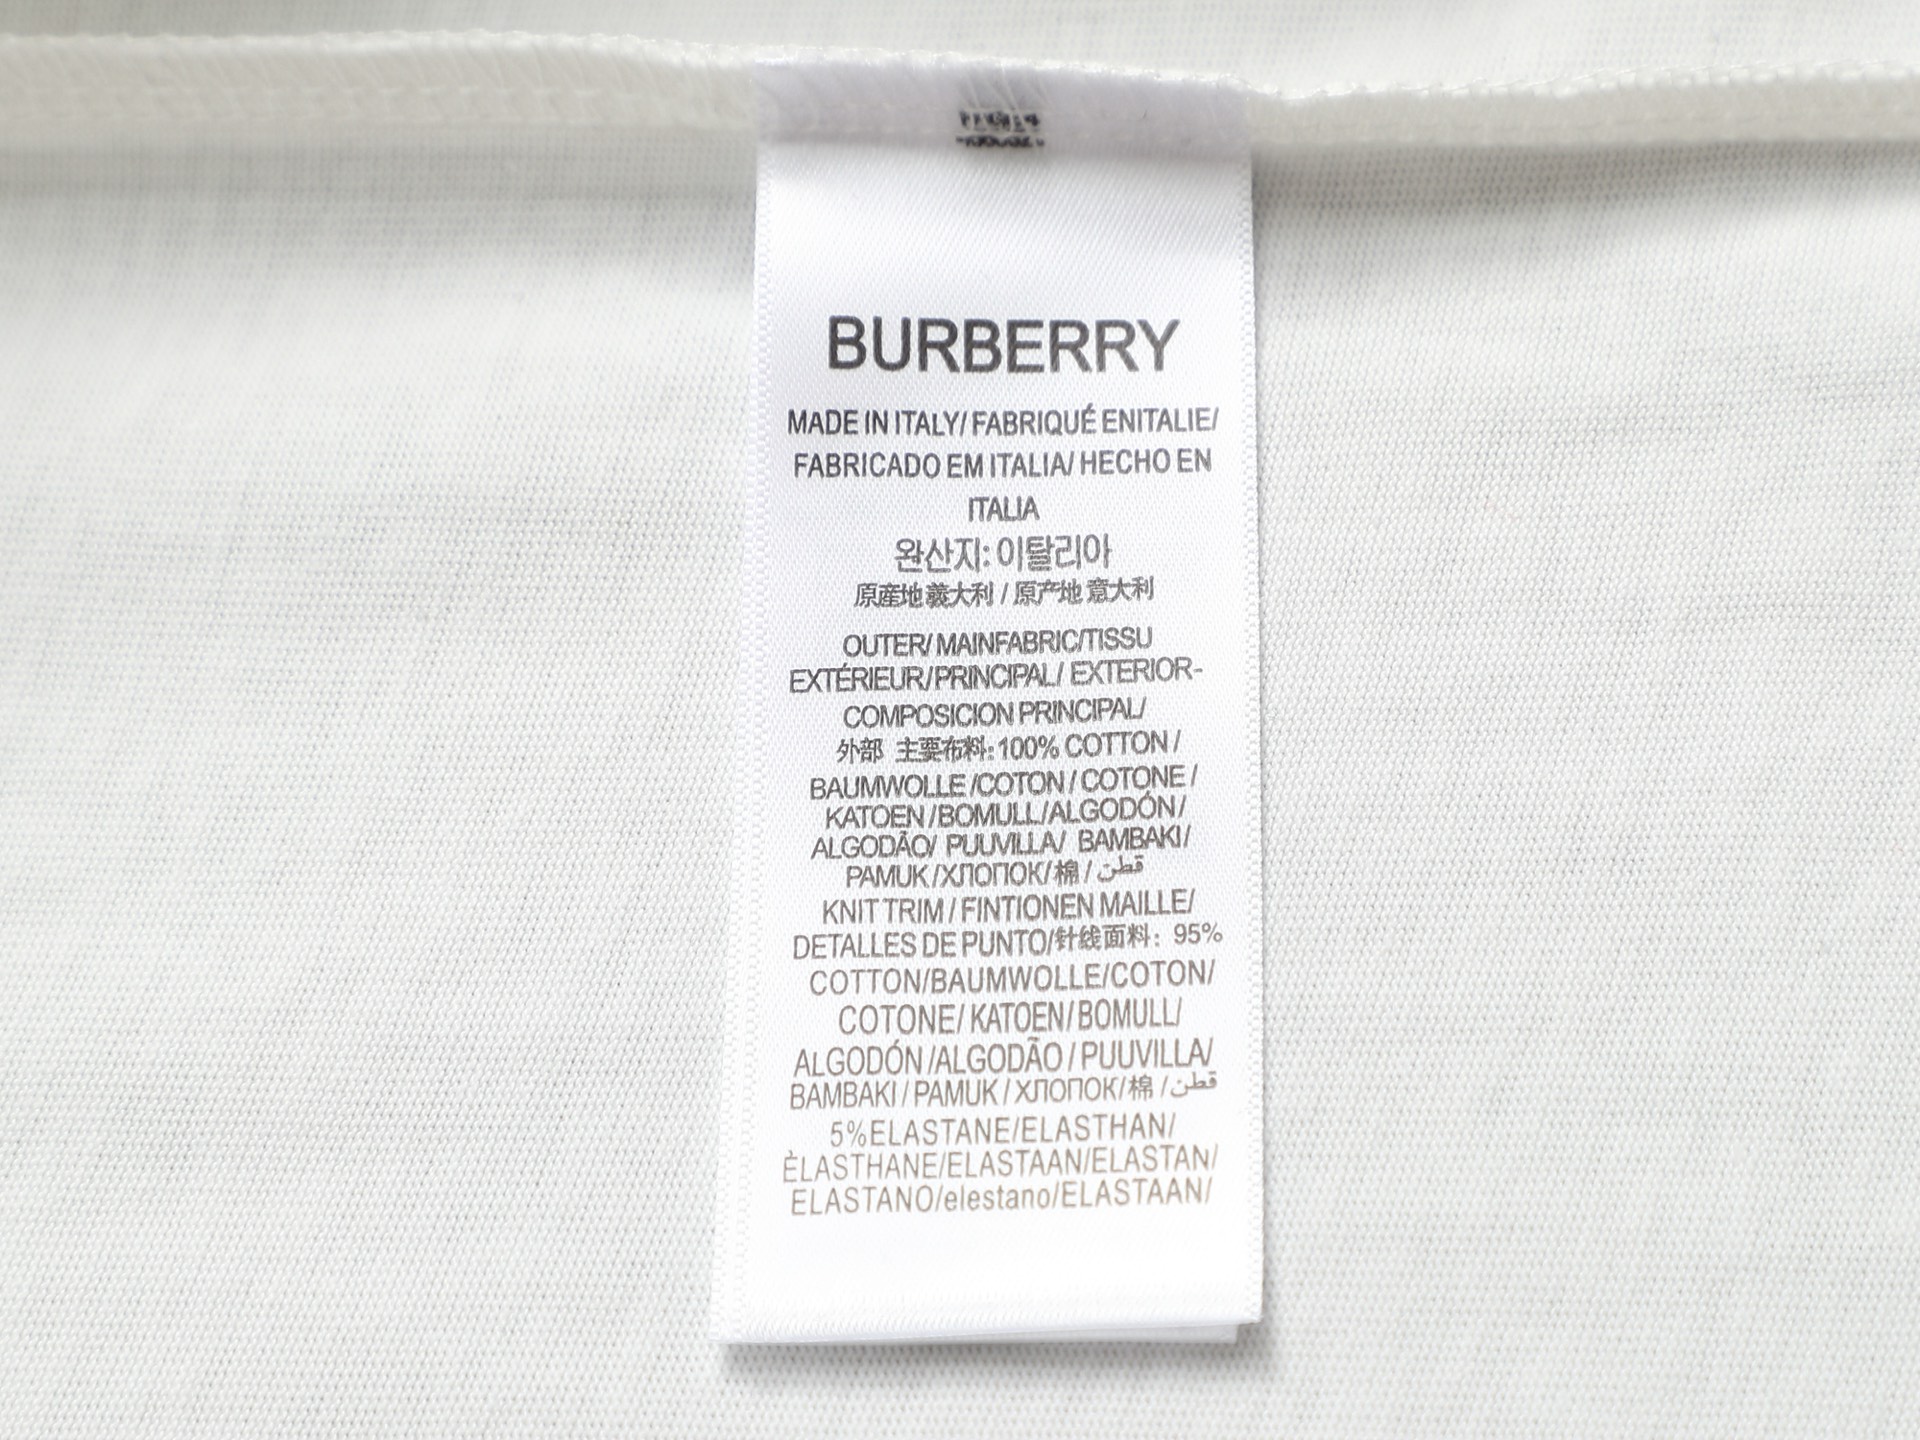 BURBERRY
MADE IN ITALY/ FABRIQUÉ ENITALIE/
FABRICADO EM ITALIA/ HECHO EN
ITALIA
완산지: 이탈리아
原産地 義大利 / 原产地 意大利
OUTER/ MAINFABRIC/TISSU
EXTÉRIEUR/PRINCIPAL/ EXTERIOR-
COMPOSICION PRINCIPAL/
外部 主要布料: 100% COTTON /
BAUMWOLLE /COTON / COTONE /
KATOEN /BOMULL/ALGODÓN/
ALGODÃO/ PUUVILLA/ BAMBAKI/
PAMUK /ХЛОПОК/棉 / قطن
KNIT TRIM / FINTIONEN MAILLE/
DETALLES DE PUNTO/针线面料: 95%
COTTON/BAUMWOLLE/COTON/
COTONE/ KATOEN/ BOMULL/
ALGODÓN /ALGODÃO / PUUVILLA/
BAMBAKI / PAMUK / ХЛОПОК/棉 / قطن
5%ELASTANE/ELASTHAN/
ÈLASTHANE/ELASTAAN/ELASTAN/
ELASTANO/elestano/ELASTAAN/